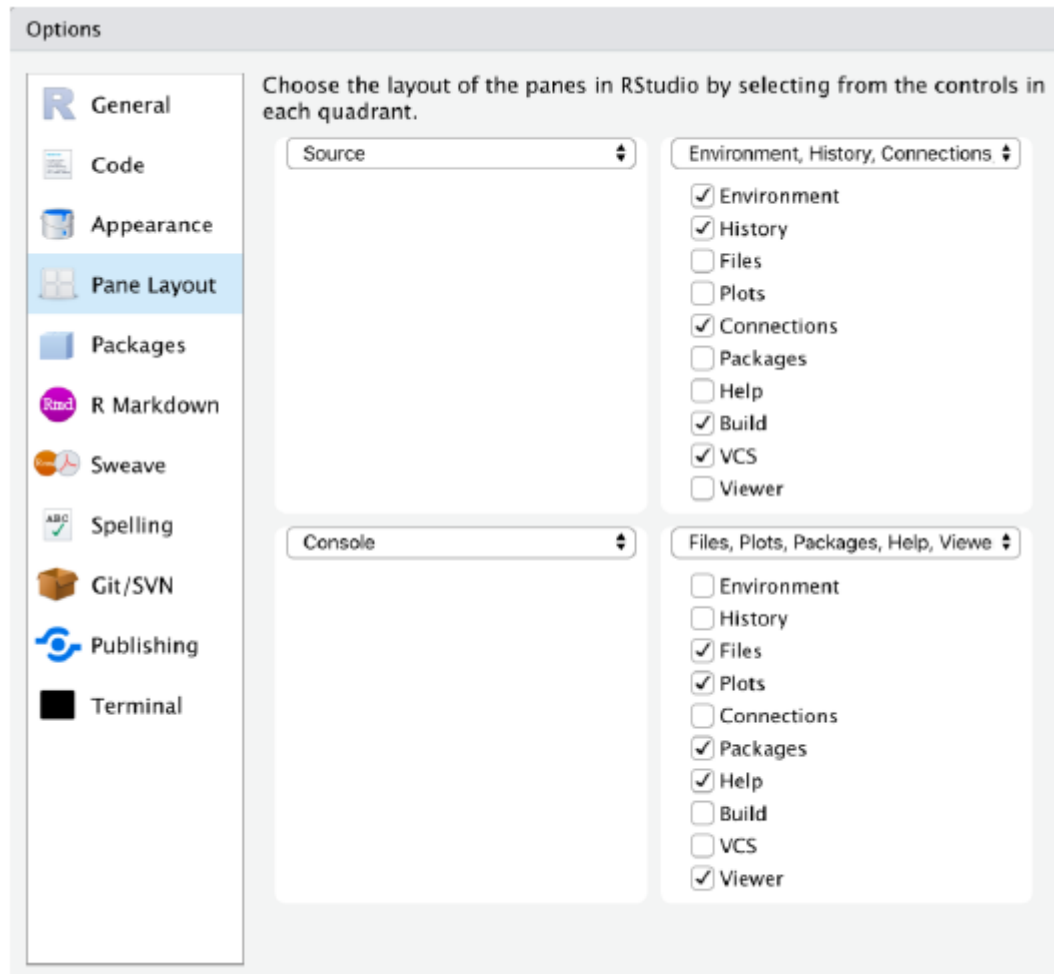 Options
General
Code
Appearance
Pane Layout
Packages
Rmd R Markdown
Sweave
ABC Spelling
Git/SVN
Publishing
Terminal
Choose the layout of the panes in RStudio by selecting from the controls in
each quadrant.
Source
Environment, History, Connections,
Environment
History
Files
Plots
Connections
Packages
Help
Build
VCS
Viewer
Console
Files, Plots, Packages, Help, Viewe
Environment
History
Files
Plots
Connections
Packages
Help
Build
VCS
Viewer